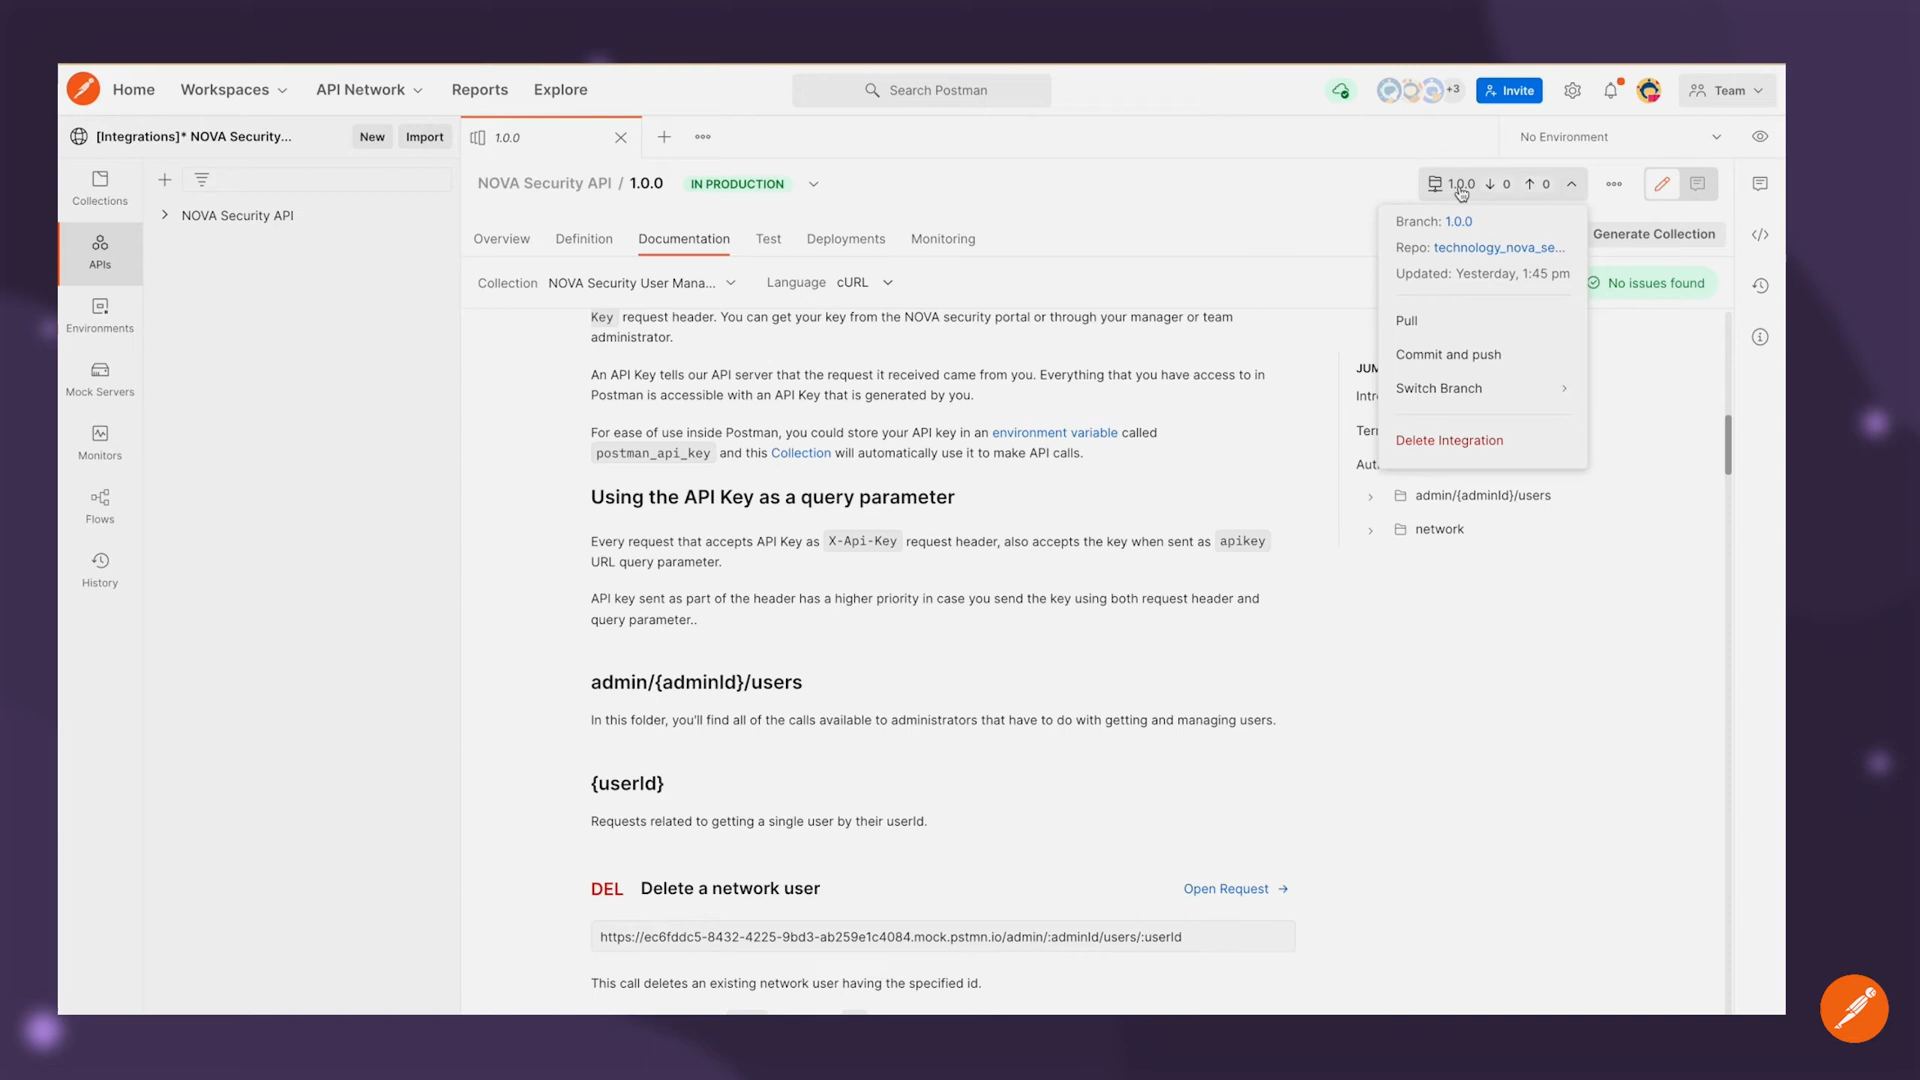 Home Workspaces API Network Reports Explore Search Postman +3 Invite Team
[Integrations]* NOVA Security... New Import 1.0.0 No Environment
NOVA Security API / 1.0.0 IN PRODUCTION 1.0.0 0 0
Collections
APIs
Environments
Mock Servers
Monitors
Flows
History
NOVA Security API
Overview Definition Documentation Test Deployments Monitoring Generate Collection
Collection NOVA Security User Mana... Language cURL No issues found
Branch: 1.0.0
Repo: technology_nova_se...
Updated: Yesterday, 1:45 pm
Pull
Commit and push
Switch Branch
Delete Integration
Key request header. You can get your key from the NOVA security portal or through your manager or team
administrator.
An API Key tells our API server that the request it received came from you. Everything that you have access to in
Postman is accessible with an API Key that is generated by you.
For ease of use inside Postman, you could store your API key in an environment variable called
postman_api_key and this Collection will automatically use it to make API calls.
Using the API Key as a query parameter
Every request that accepts API Key as X-Api-Key request header, also accepts the key when sent as apikey
URL query parameter.
API key sent as part of the header has a higher priority in case you send the key using both request header and
query parameter..
admin/{adminId}/users
In this folder, you'll find all of the calls available to administrators that have to do with getting and managing users.
{userId}
Requests related to getting a single user by their userId.
DEL Delete a network user Open Request →
https://ec6fddc5-8432-4225-9bd3-ab259e1c4084.mock.pstmn.io/admin/:adminId/users/:userId
This call deletes an existing network user having the specified id.
admin/{adminId}/users
network